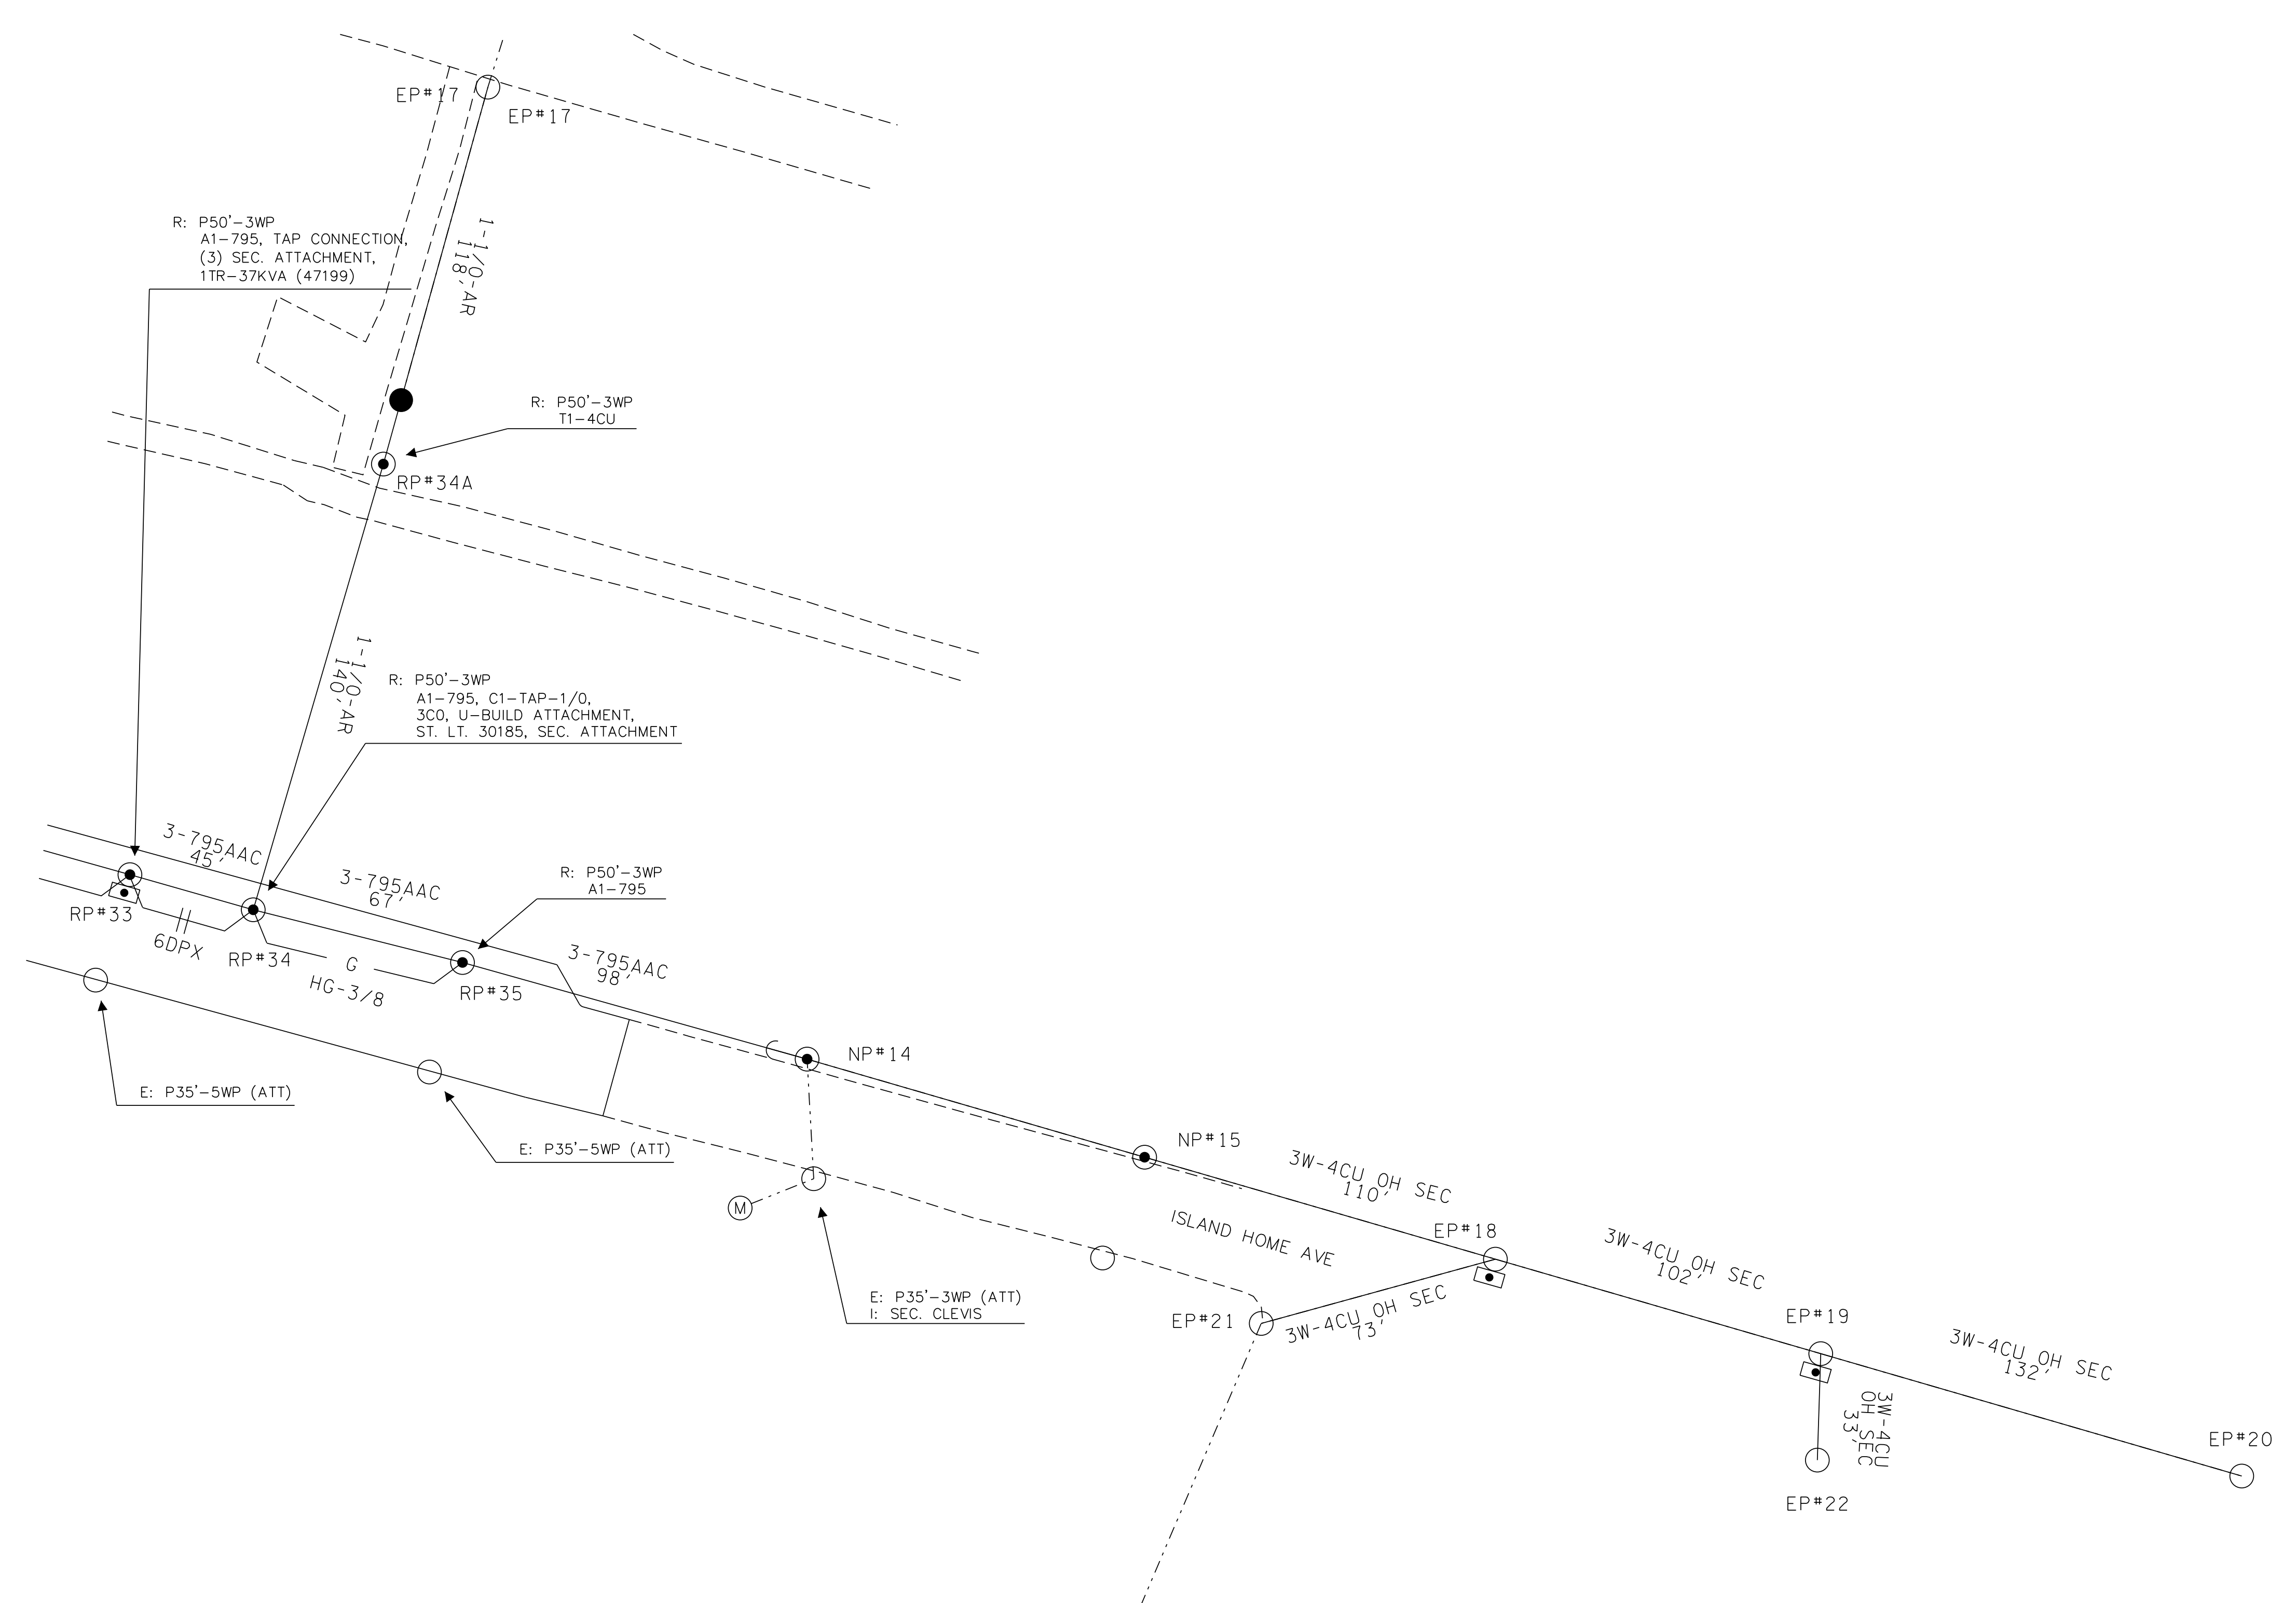 EP#17
EP#17
R: P50'-3WP
A1-795, TAP CONNECTION,
(3) SEC. ATTACHMENT,
1TR-37KVA (47199)
1-1/0-AR
118'
R: P50'-3WP
T1-4CU
RP#34A
1-1/0-AR
140'
R: P50'-3WP
A1-795, C1-TAP-1/0,
3CO, U-BUILD ATTACHMENT,
ST. LT. 30185, SEC. ATTACHMENT
3-795AAC
45'
3-795AAC
67'
R: P50'-3WP
A1-795
RP#33
6DPX
RP#34
G
HG-3/8
RP#35
3-795AAC
98'
NP#14
E: P35'-5WP (ATT)
E: P35'-5WP (ATT)
M
NP#15
3W-4CU OH SEC
110'
ISLAND HOME AVE
EP#18
3W-4CU OH SEC
102'
E: P35'-3WP (ATT)
I: SEC. CLEVIS
EP#21
3W-4CU OH SEC
73'
EP#19
3W-4CU OH SEC
132'
3W-4CU
OH SEC
33'
EP#20
EP#22